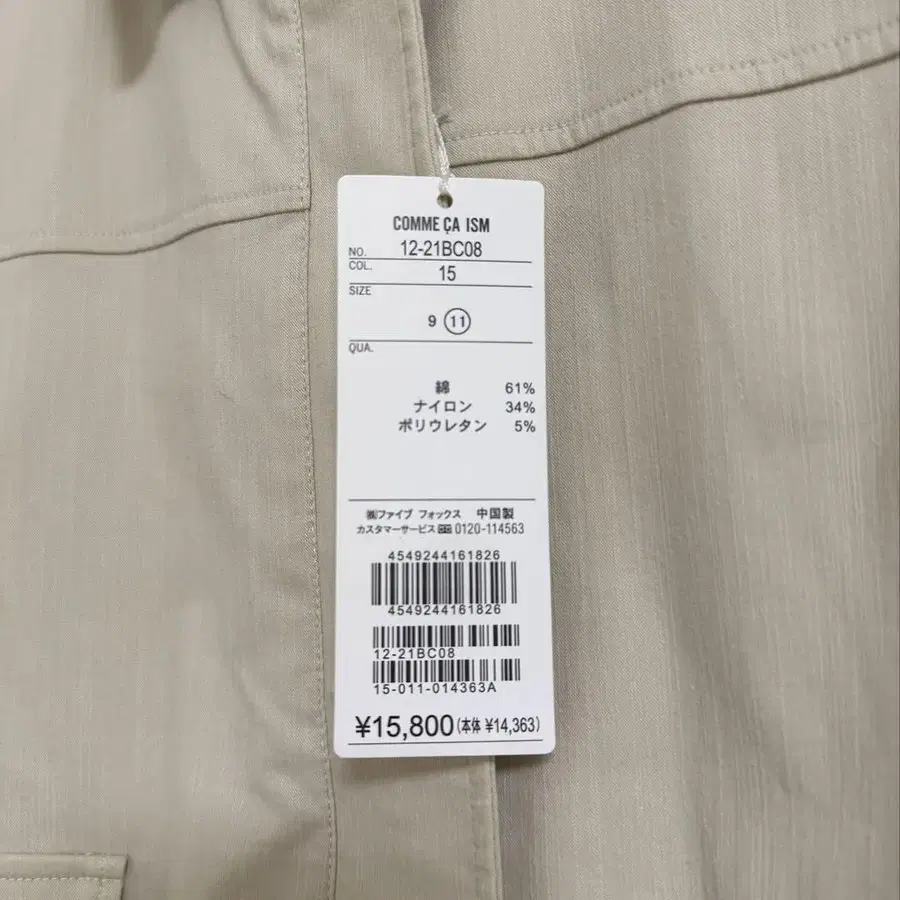 COMME ÇA ISM
NO. 12-21BC08
COL. 15
SIZE
9 11
QUA.
綿 61%
ナイロン 34%
ポリウレタン 5%
㈱ファイブ フォックス 中国製
カスタマーサービス 0120-114563
4549244161826
4549244161826
12-21BC08
15-011-014363A
¥15,800(本体 ¥14,363)